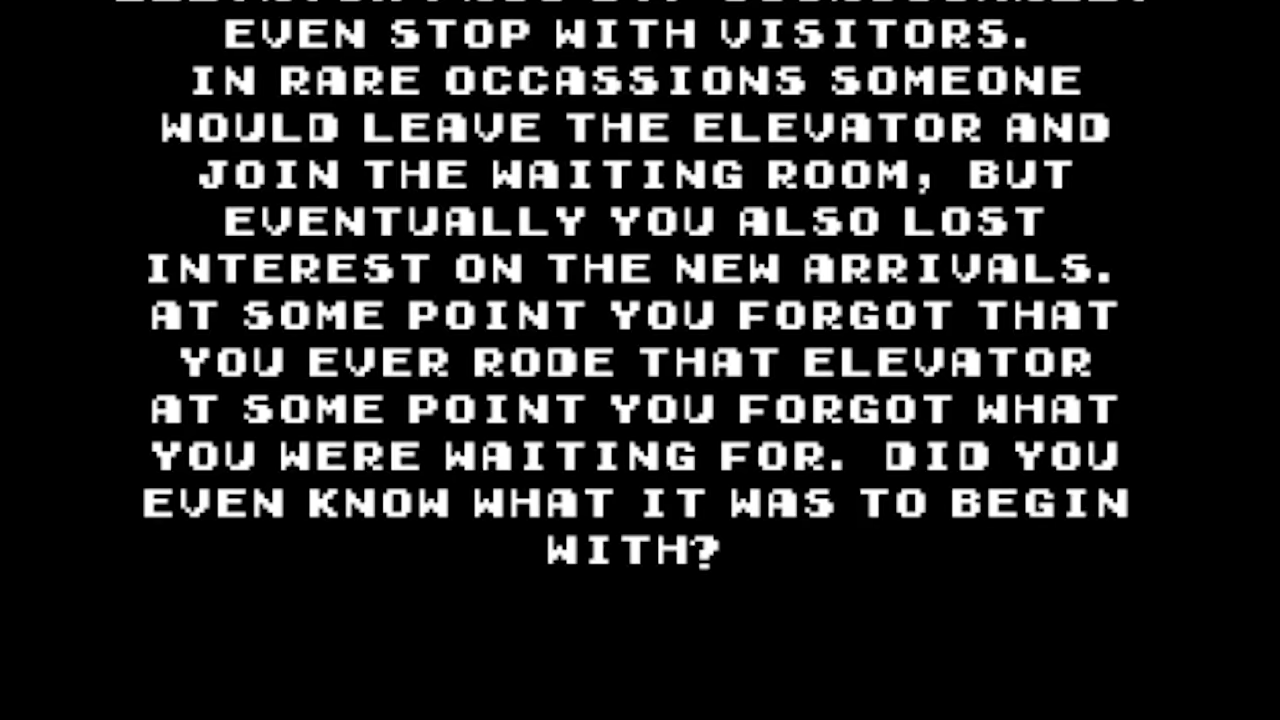 EVEN STOP WITH VISITORS.
IN RARE OCCASSIONS SOMEONE
WOULD LEAVE THE ELEVATOR AND
JOIN THE WAITING ROOM, BUT
EVENTUALLY YOU ALSO LOST
INTEREST ON THE NEW ARRIVALS.
AT SOME POINT YOU FORGOT THAT
YOU EVER RODE THAT ELEVATOR
AT SOME POINT YOU FORGOT WHAT
YOU WERE WAITING FOR. DID YOU
EVEN KNOW WHAT IT WAS TO BEGIN
WITH?